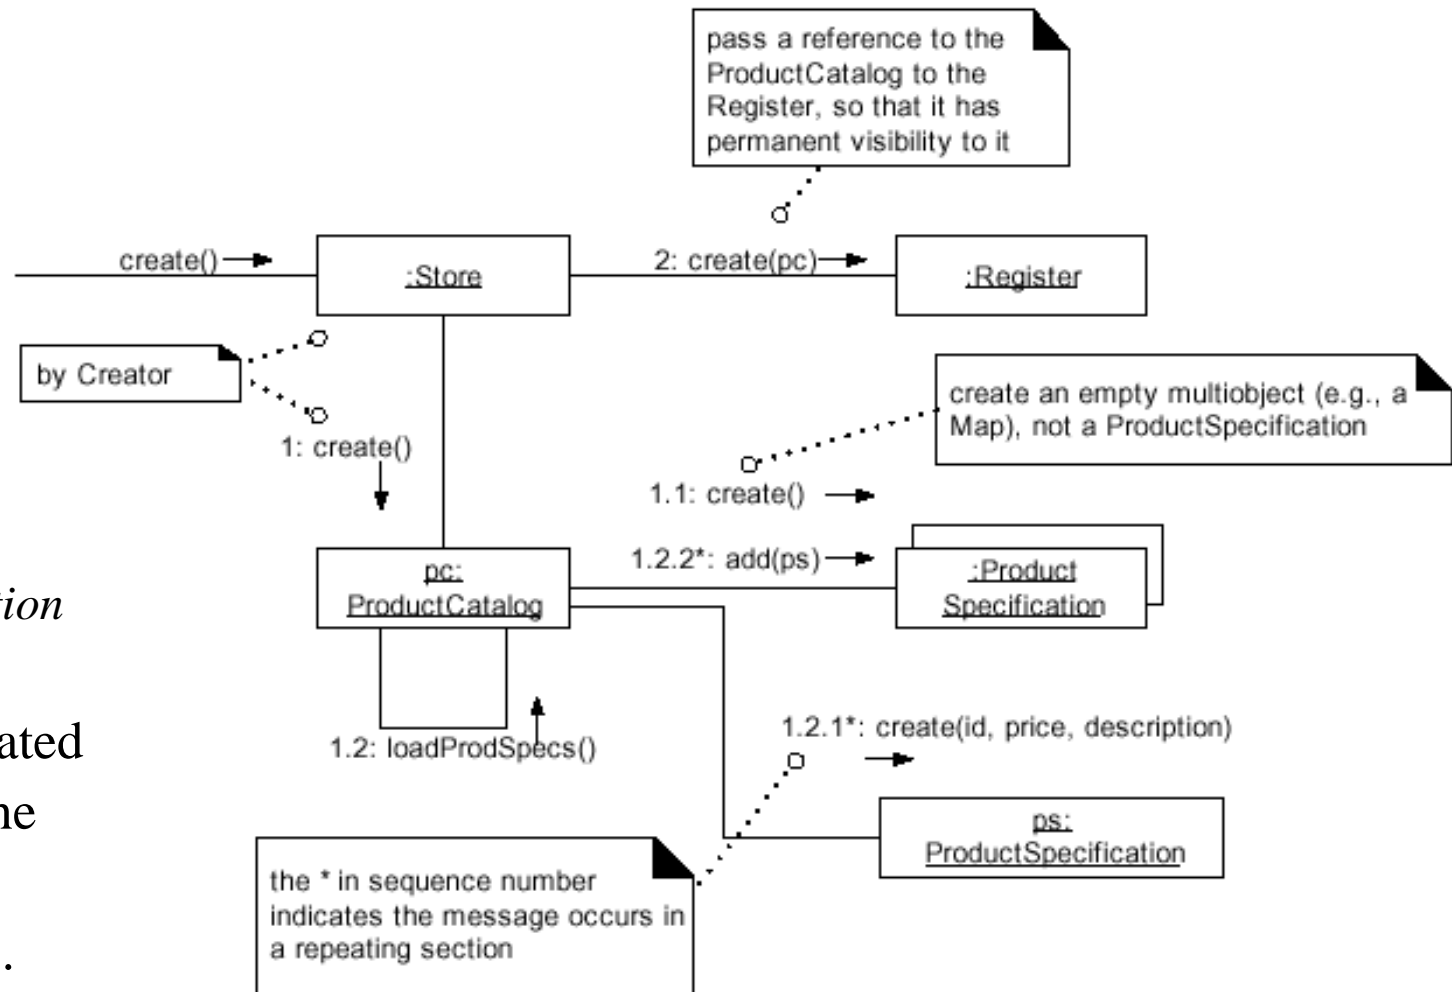 pass a reference to the
ProductCatalog to the
Register, so that it has
permanent visibility to it
create()
:Store
2: create(pc)
:Register
by Creator
1: create()
create an empty multiobject (e.g., a
Map), not a ProductSpecification
1.1: create()
1.2.2*: add(ps)
pc:
ProductCatalog
:Product
Specification
tion
ated
ne
.
1.2: loadProdSpecs()
1.2.1*: create(id, price, description)
ps:
ProductSpecification
the * in sequence number
indicates the message occurs in
a repeating section